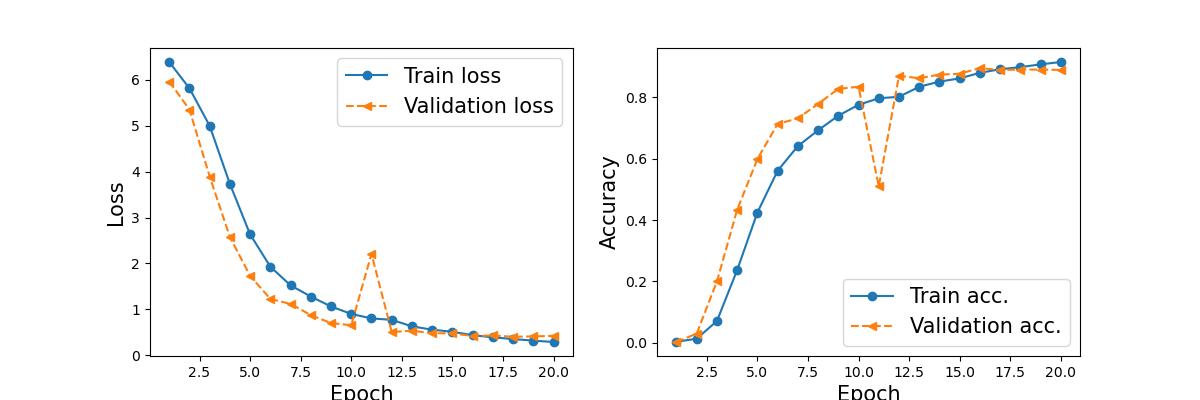 Train loss
Validation loss
Loss
6
5
4
3
2
1
0
2.5 5.0 7.5 10.0 12.5 15.0 17.5 20.0
Epoch
Train acc.
Validation acc.
Accuracy
0.8
0.6
0.4
0.2
0.0
2.5 5.0 7.5 10.0 12.5 15.0 17.5 20.0
Epoch